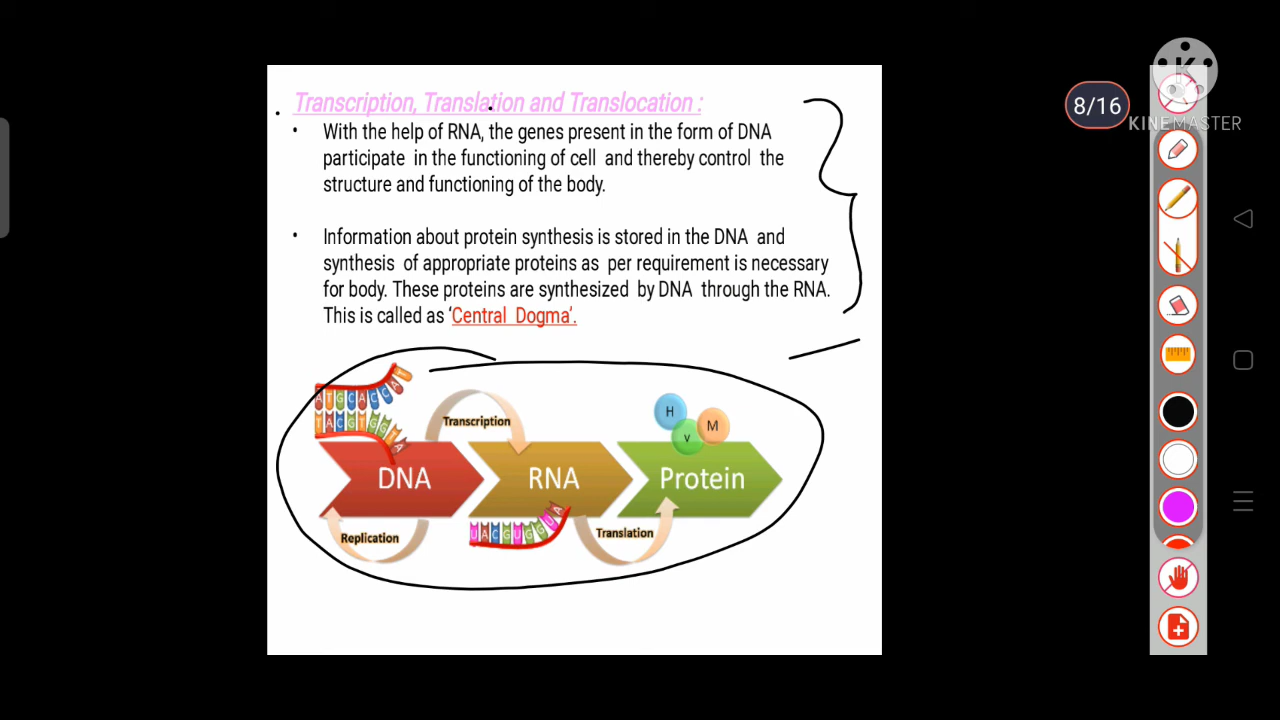 Transcription, Translation and Translocation :
• With the help of RNA, the genes present in the form of DNA
participate in the functioning of cell and thereby control the
structure and functioning of the body.
• Information about protein synthesis is stored in the DNA and
synthesis of appropriate proteins as per requirement is necessary
for body. These proteins are synthesized by DNA through the RNA.
This is called as ‘Central Dogma’.
ATGCACCA
TACGTGG A
Transcription
H
V
M
DNA
RNA
Protein
Replication
UACGUGGUA
Translation
8/16
K
KINEMASTER